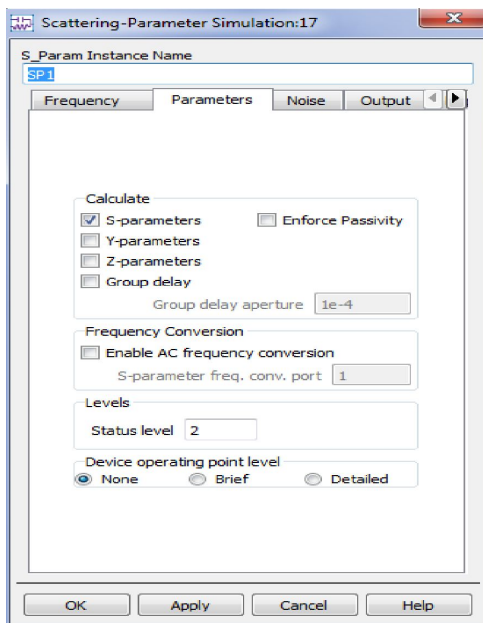 Scattering-Parameter Simulation:17
S_Param Instance Name
SP1
Frequency Parameters Noise Output
Calculate
S-parameters Enforce Passivity
Y-parameters
Z-parameters
Group delay
Group delay aperture 1e-4
Frequency Conversion
Enable AC frequency conversion
S-parameter freq. conv. port 1
Levels
Status level 2
Device operating point level
None Brief Detailed
OK Apply Cancel Help